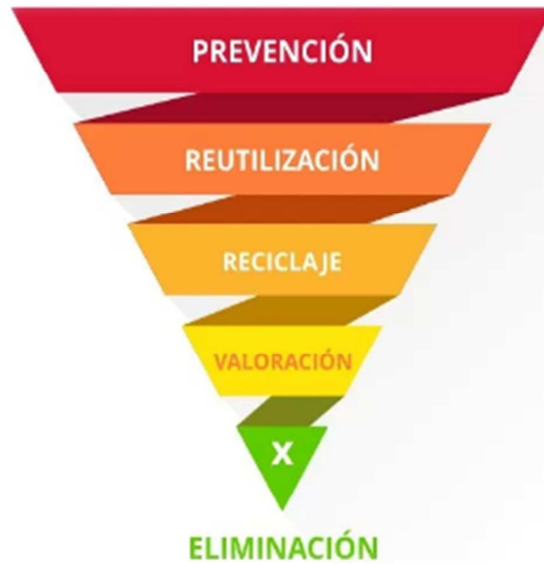 PREVENCIÓN
REUTILIZACIÓN
RECICLAJE
VALORACIÓN
X
ELIMINACIÓN